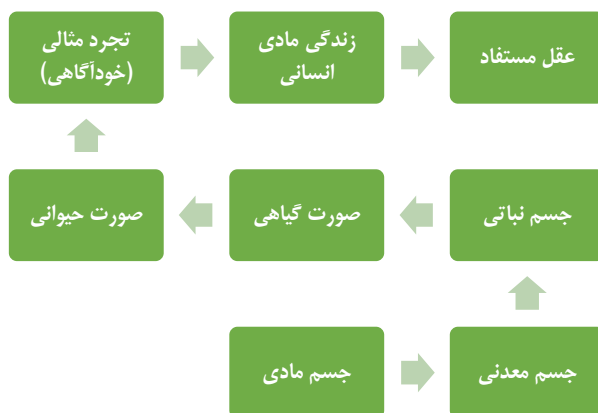 تجرد مثالی
(خودآگاهی)
زندگی مادی
انسانی
عقل مستفاد
صورت حیوانی
صورت گیاهی
جسم نباتی
جسم مادی
جسم معدنی